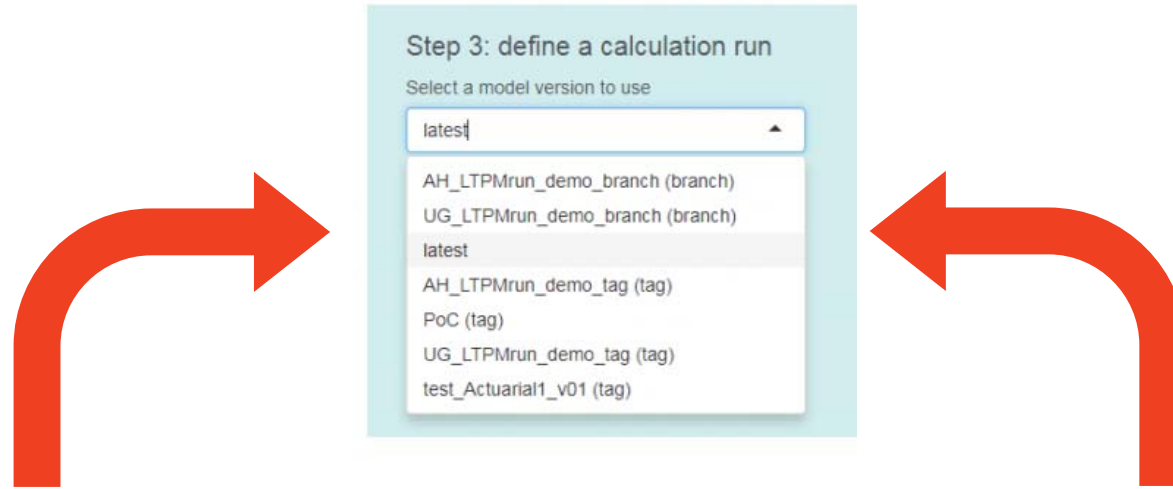 Step 3: define a calculation run
Select a model version to use
latest
AH_LTPMrun_demo_branch (branch)
UG_LTPMrun_demo_branch (branch)
latest
AH_LTPMrun_demo_tag (tag)
PoC (tag)
UG_LTPMrun_demo_tag (tag)
test_Actuarial1_v01 (tag)